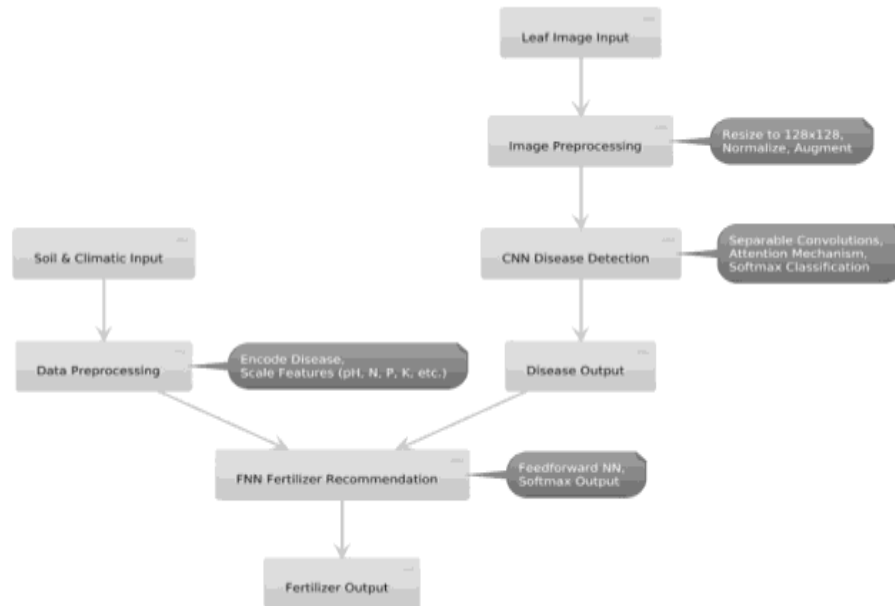 Leaf Image Input
Image Preprocessing
Resize to 128x128,
Normalize, Augment
Soil & Climatic Input
CNN Disease Detection
Separable Convolutions,
Attention Mechanism,
Softmax Classification
Data Preprocessing
Encode Disease,
Scale Features (pH, N, P, K, etc.)
Disease Output
FNN Fertilizer Recommendation
Feedforward NN,
Softmax Output
Fertilizer Output